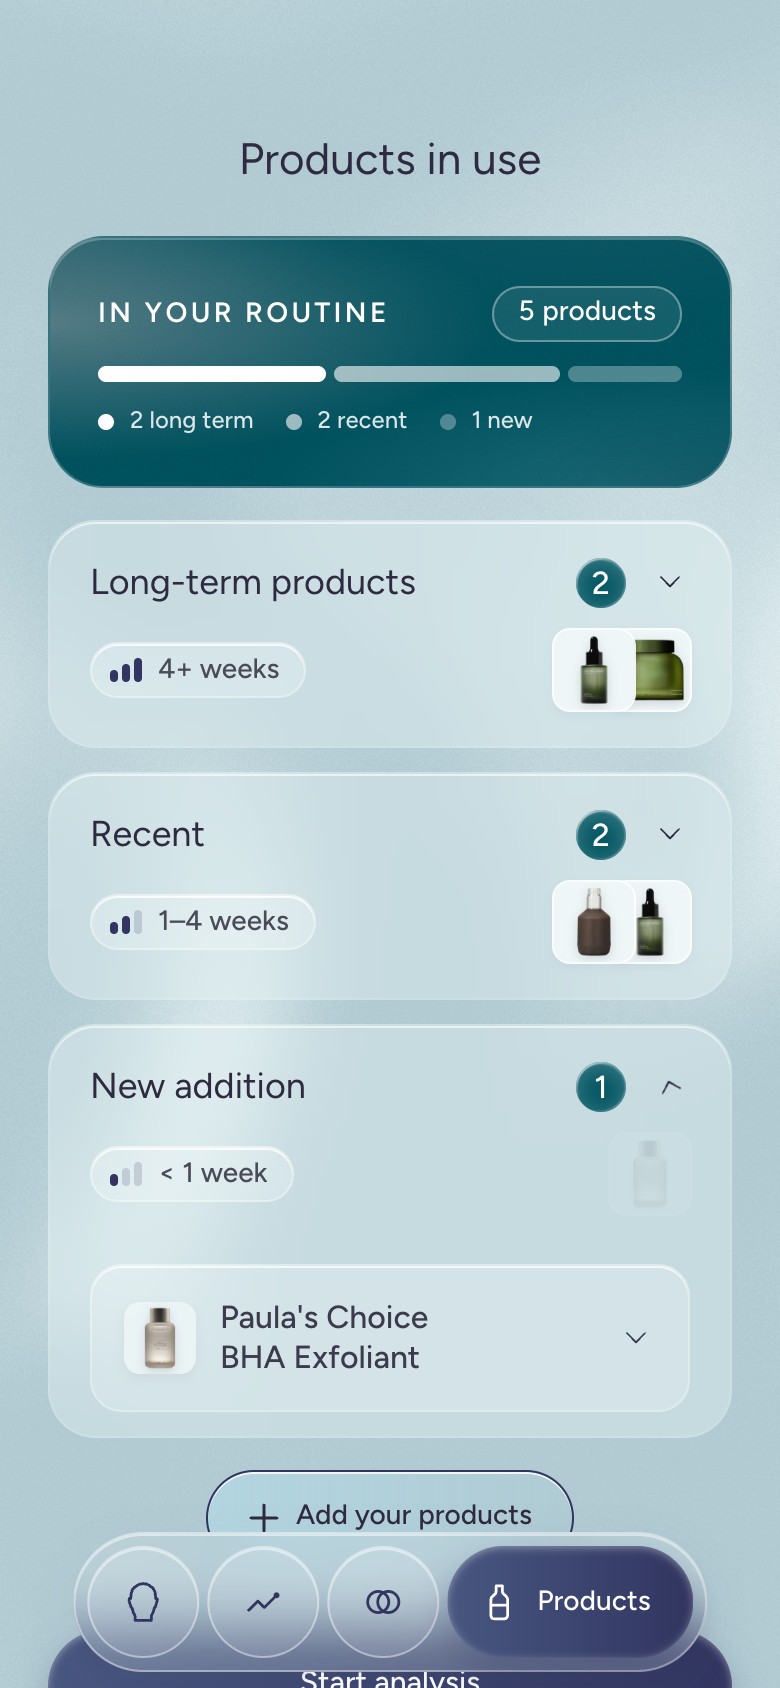 Products in use
IN YOUR ROUTINE
5 products
2 long term
2 recent
1 new
Long-term products
2
4+ weeks
Recent
2
1–4 weeks
New addition
1
< 1 week
Paula's Choice
BHA Exfoliant
Add your products
Products
Start analysis